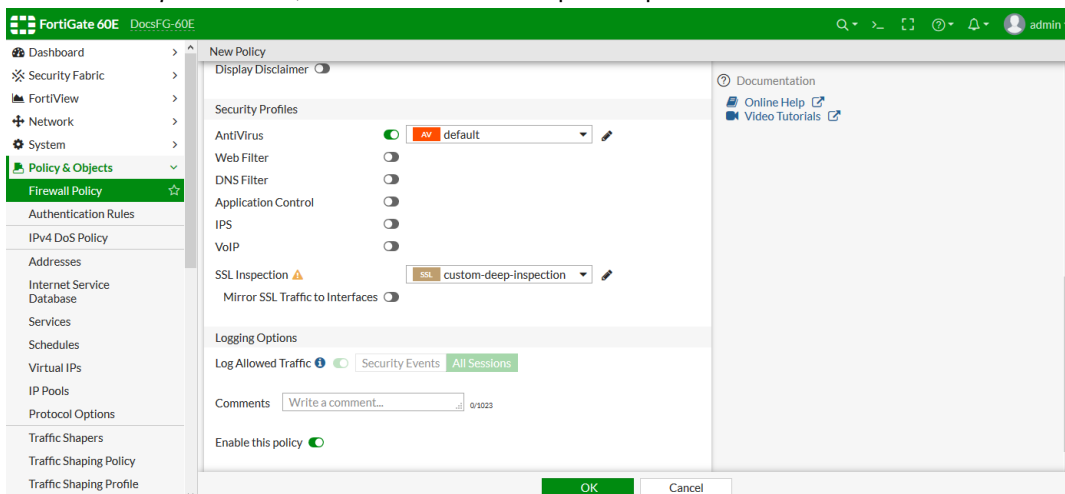 FortiGate 60E DocsFG-60E
admin
Dashboard
Security Fabric
FortiView
Network
System
Policy & Objects
Firewall Policy
Authentication Rules
IPv4 DoS Policy
Addresses
Internet Service
Database
Services
Schedules
Virtual IPs
IP Pools
Protocol Options
Traffic Shapers
Traffic Shaping Policy
Traffic Shaping Profile
New Policy
Display Disclaimer
Security Profiles
AntiVirus AV default
Web Filter
DNS Filter
Application Control
IPS
VoIP
SSL Inspection SSL custom-deep-inspection
Mirror SSL Traffic to Interfaces
Logging Options
Log Allowed Traffic Security Events All Sessions
Comments Write a comment... 0/1023
Enable this policy
OK Cancel
Documentation
Online Help
Video Tutorials